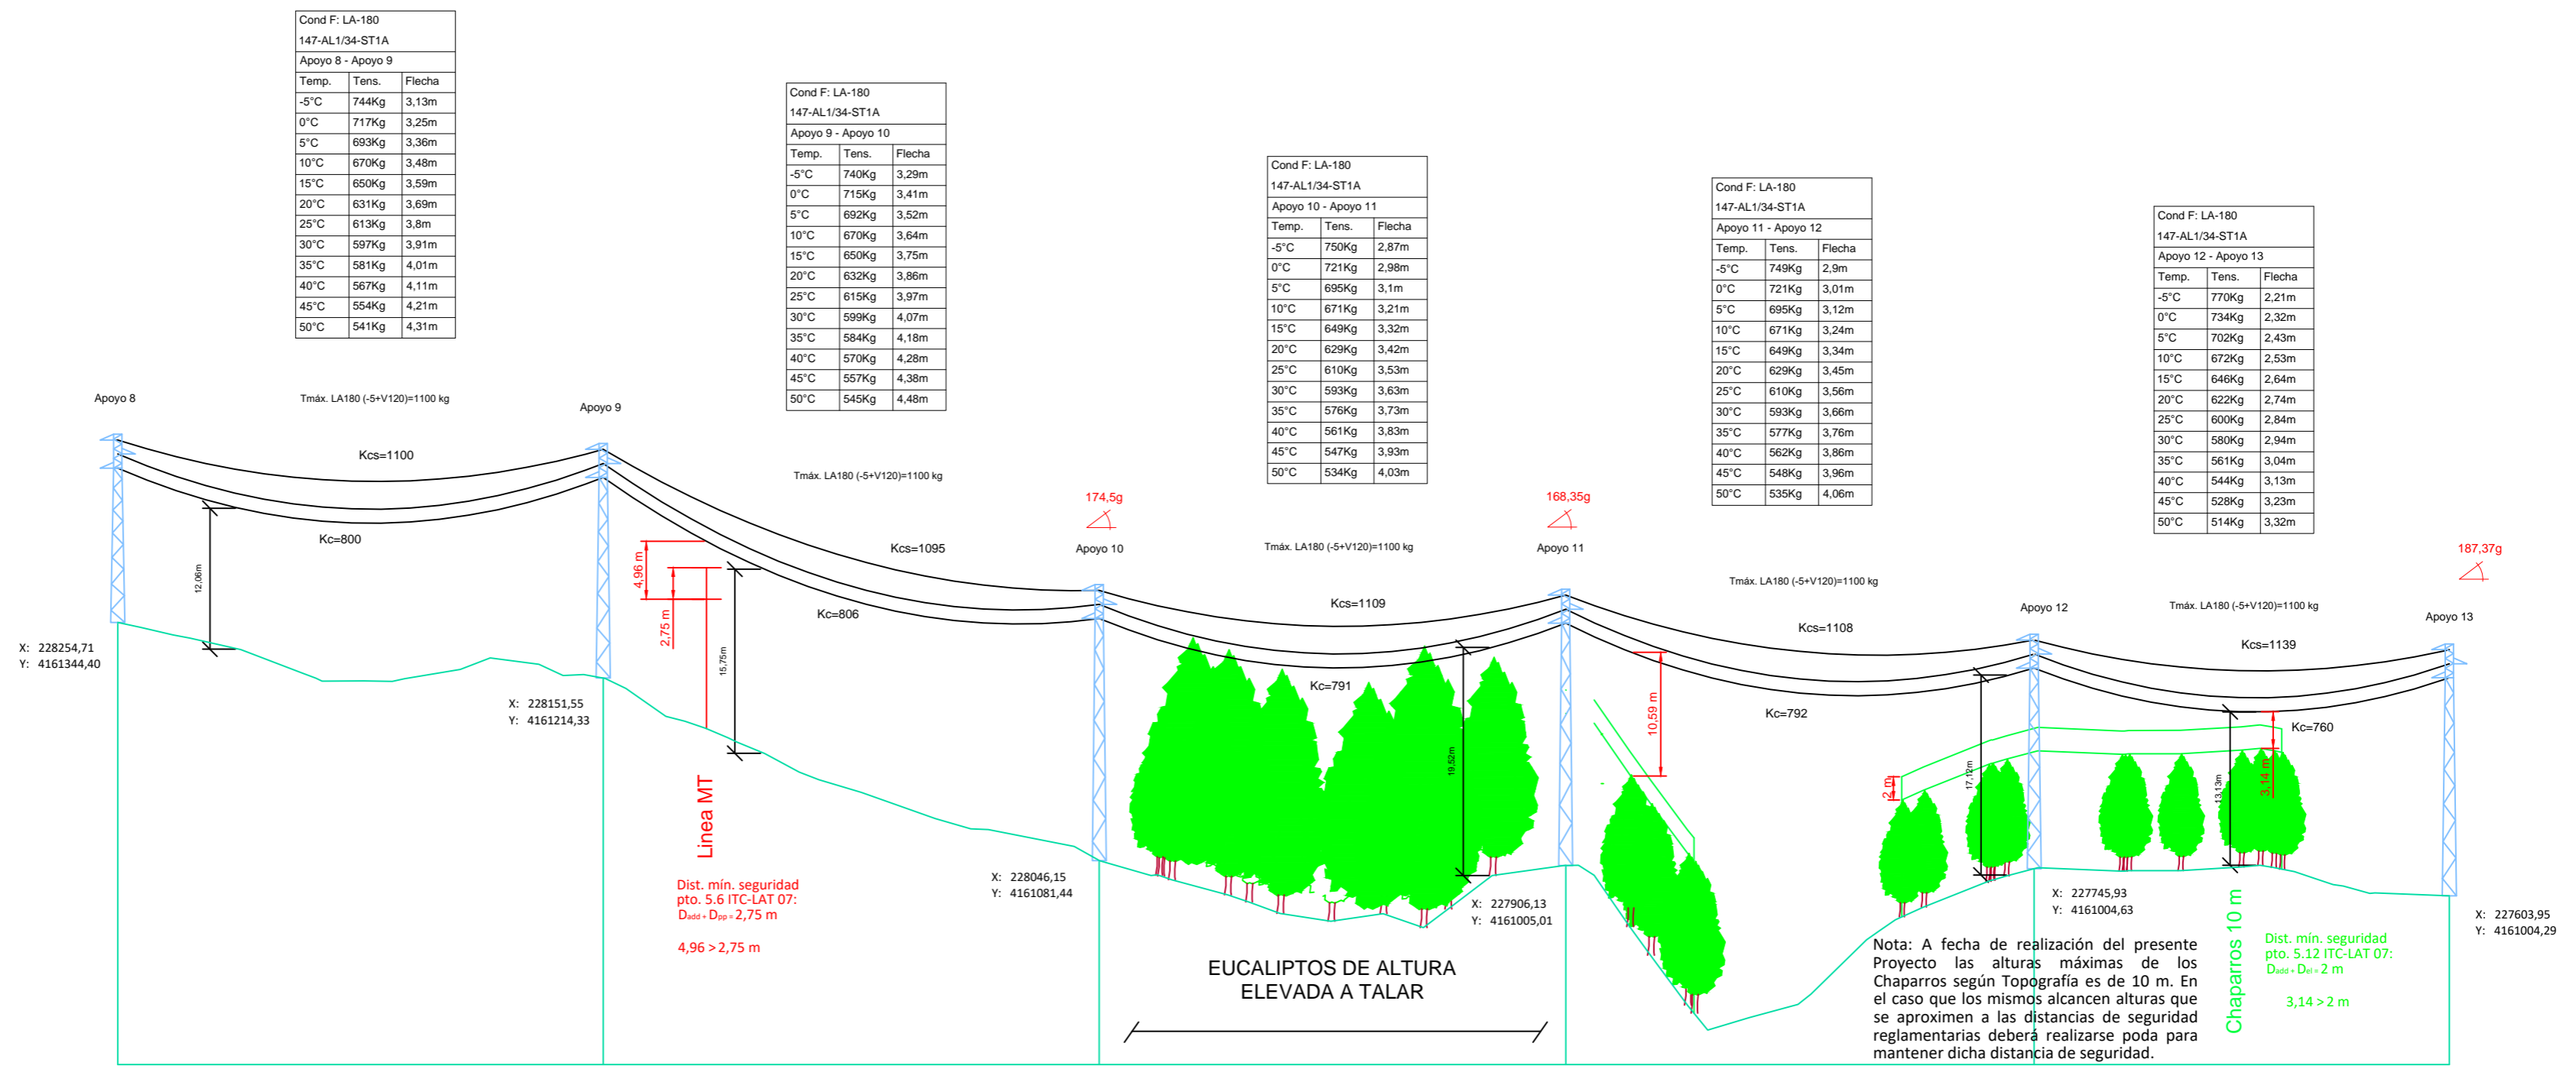 Cond F: LA-180
147-AL1/34-ST1A
Apoyo 8 - Apoyo 9
Temp. Tens. Flecha
-5°C 744Kg 3,13m
0°C 717Kg 3,25m
5°C 693Kg 3,36m
10°C 670Kg 3,48m
15°C 650Kg 3,59m
20°C 631Kg 3,69m
25°C 613Kg 3,8m
30°C 597Kg 3,91m
35°C 581Kg 4,01m
40°C 567Kg 4,11m
45°C 554Kg 4,21m
50°C 541Kg 4,31m
Cond F: LA-180
147-AL1/34-ST1A
Apoyo 9 - Apoyo 10
Temp. Tens. Flecha
-5°C 740Kg 3,29m
0°C 715Kg 3,41m
5°C 692Kg 3,52m
10°C 670Kg 3,64m
15°C 650Kg 3,75m
20°C 632Kg 3,86m
25°C 615Kg 3,97m
30°C 599Kg 4,07m
35°C 584Kg 4,18m
40°C 570Kg 4,28m
45°C 557Kg 4,38m
50°C 545Kg 4,48m
Cond F: LA-180
147-AL1/34-ST1A
Apoyo 10 - Apoyo 11
Temp. Tens. Flecha
-5°C 750Kg 2,87m
0°C 721Kg 2,98m
5°C 695Kg 3,1m
10°C 671Kg 3,21m
15°C 649Kg 3,32m
20°C 629Kg 3,42m
25°C 610Kg 3,53m
30°C 593Kg 3,63m
35°C 576Kg 3,73m
40°C 561Kg 3,83m
45°C 547Kg 3,93m
50°C 534Kg 4,03m
Cond F: LA-180
147-AL1/34-ST1A
Apoyo 11 - Apoyo 12
Temp. Tens. Flecha
-5°C 749Kg 2,9m
0°C 721Kg 3,01m
5°C 695Kg 3,12m
10°C 671Kg 3,24m
15°C 649Kg 3,34m
20°C 629Kg 3,45m
25°C 610Kg 3,56m
30°C 593Kg 3,66m
35°C 577Kg 3,76m
40°C 562Kg 3,86m
45°C 548Kg 3,96m
50°C 535Kg 4,06m
Cond F: LA-180
147-AL1/34-ST1A
Apoyo 12 - Apoyo 13
Temp. Tens. Flecha
-5°C 770Kg 2,21m
0°C 734Kg 2,32m
5°C 702Kg 2,43m
10°C 672Kg 2,53m
15°C 646Kg 2,64m
20°C 622Kg 2,74m
25°C 600Kg 2,84m
30°C 580Kg 2,94m
35°C 561Kg 3,04m
40°C 544Kg 3,13m
45°C 528Kg 3,23m
50°C 514Kg 3,32m
Apoyo 8
Tmáx. LA180 (-5+V120)=1100 kg
Apoyo 9
Kcs=1100
Kc=800
12,06m
X: 228254,71
Y: 4161344,40
X: 228151,55
Y: 4161214,33
Tmáx. LA180 (-5+V120)=1100 kg
Kcs=1095
Kc=806
4,96 m
2,75 m
15,75m
Linea MT
Dist. mín. seguridad
pto. 5.6 ITC-LAT 07:
Dadd + Dpp = 2,75 m
4,96 > 2,75 m
174,5g
Apoyo 10
X: 228046,15
Y: 4161081,44
Tmáx. LA180 (-5+V120)=1100 kg
Kcs=1109
Kc=791
19,52m
EUCALIPTOS DE ALTURA
ELEVADA A TALAR
168,35g
Apoyo 11
X: 227906,13
Y: 4161005,01
Tmáx. LA180 (-5+V120)=1100 kg
Kcs=1108
Kc=792
10,59 m
2 m
17,12m
Apoyo 12
X: 227745,93
Y: 4161004,63
Nota: A fecha de realización del presente
Proyecto las alturas máximas de los
Chaparros según Topografía es de 10 m. En
el caso que los mismos alcancen alturas que
se aproximen a las distancias de seguridad
reglamentarias deberá realizarse poda para
mantener dicha distancia de seguridad.
Tmáx. LA180 (-5+V120)=1100 kg
Kcs=1139
Kc=760
13,13m
3,14 m
Chaparros 10 m
Dist. mín. seguridad
pto. 5.12 ITC-LAT 07:
Dadd + Del = 2 m
3,14 > 2 m
187,37g
Apoyo 13
X: 227603,95
Y: 4161004,29